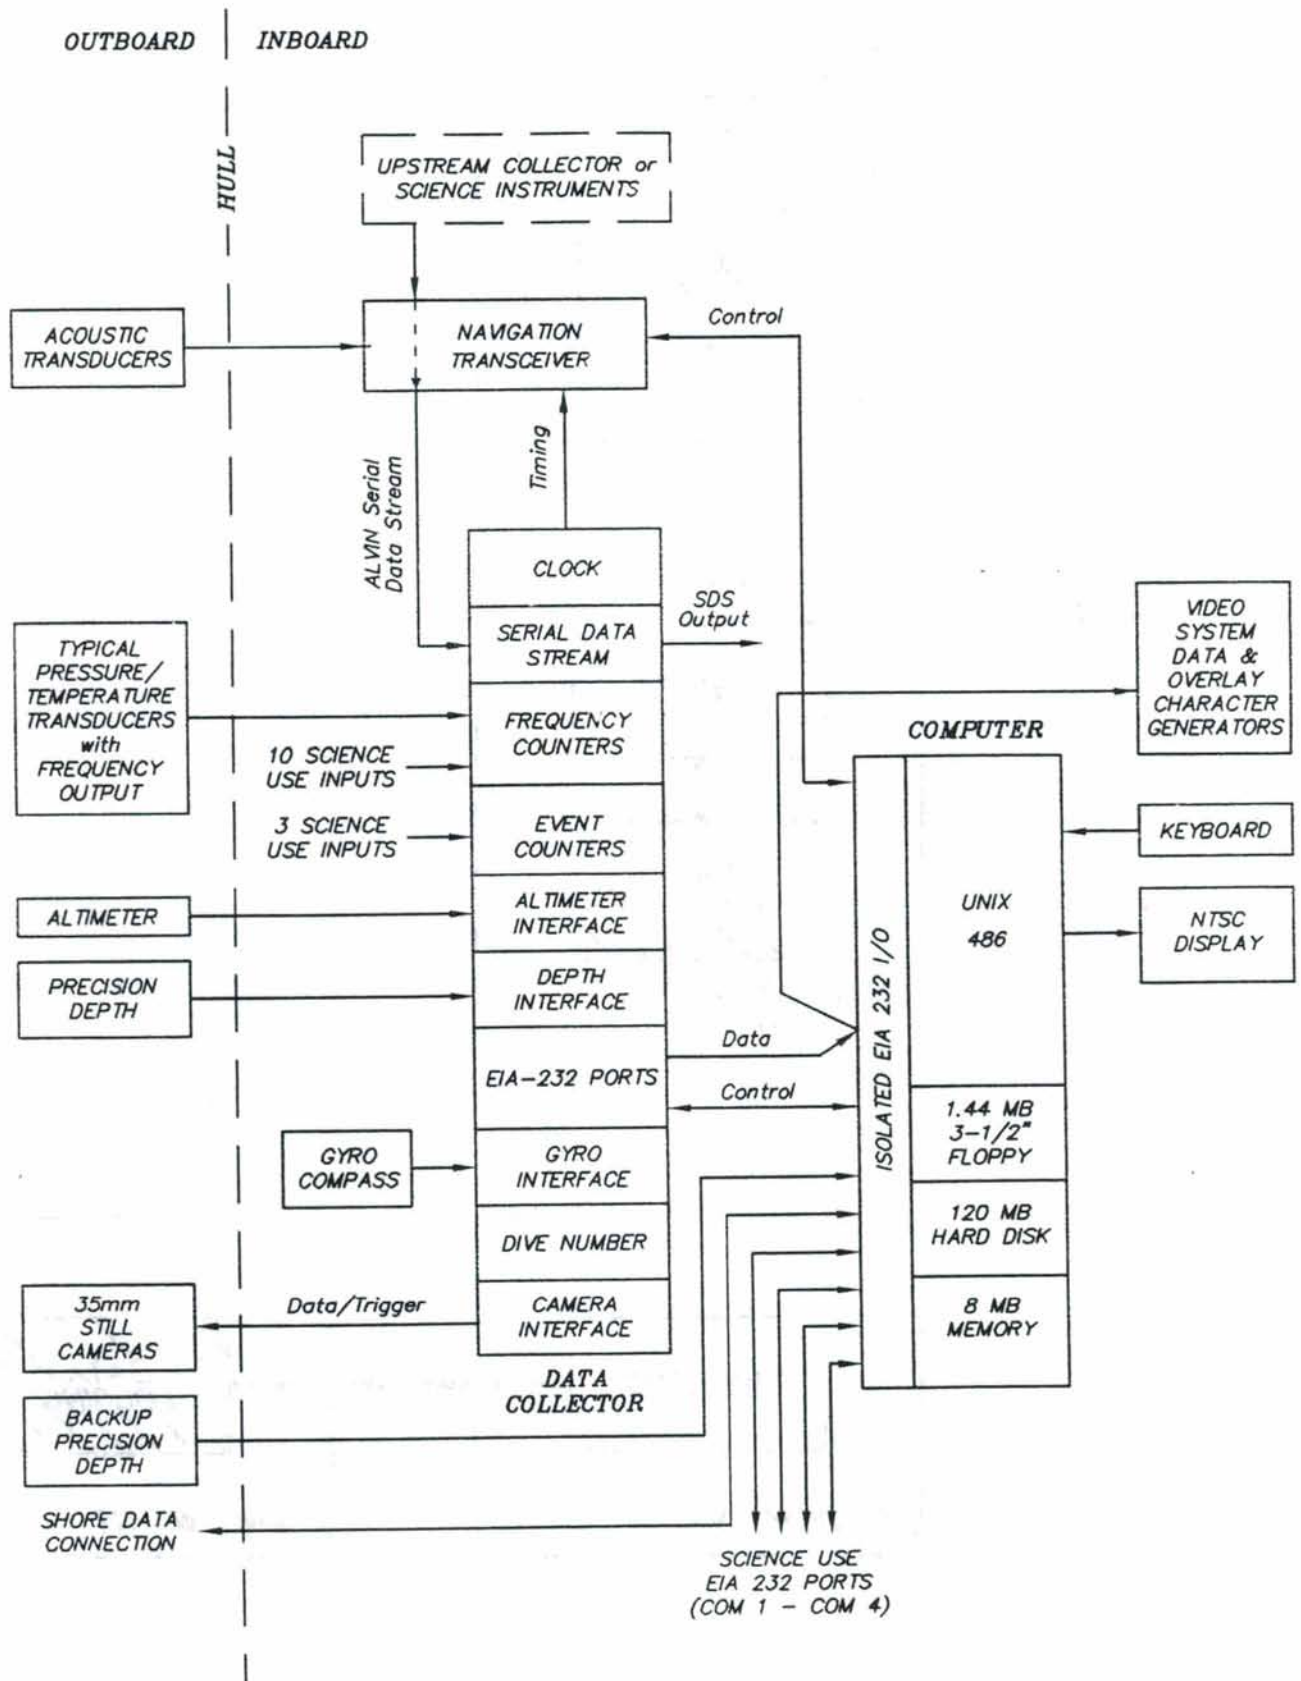 OUTBOARD
INBOARD
HULL
UPSTREAM COLLECTOR or
SCIENCE INSTRUMENTS
ACOUSTIC
TRANSDUCERS
NAVIGATION
TRANSCEIVER
Control
ALVIN Serial
Data Stream
Timing
CLOCK
SERIAL DATA
STREAM
SDS
Output
TYPICAL
PRESSURE/
TEMPERATURE
TRANSDUCERS
with
FREQUENCY
OUTPUT
FREQUENCY
COUNTERS
10 SCIENCE
USE INPUTS
3 SCIENCE
USE INPUTS
EVENT
COUNTERS
ALTIMETER
ALTIMETER
INTERFACE
PRECISION
DEPTH
DEPTH
INTERFACE
EIA-232 PORTS
Data
Control
GYRO
COMPASS
GYRO
INTERFACE
DIVE NUMBER
35mm
STILL
CAMERAS
Data/Trigger
CAMERA
INTERFACE
DATA
COLLECTOR
BACKUP
PRECISION
DEPTH
SHORE DATA
CONNECTION
VIDEO
SYSTEM
DATA &
OVERLAY
CHARACTER
GENERATORS
COMPUTER
KEYBOARD
UNIX
486
NTSC
DISPLAY
ISOLATED EIA 232 I/O
1.44 MB
3-1/2"
FLOPPY
120 MB
HARD DISK
8 MB
MEMORY
SCIENCE USE
EIA 232 PORTS
(COM 1 - COM 4)